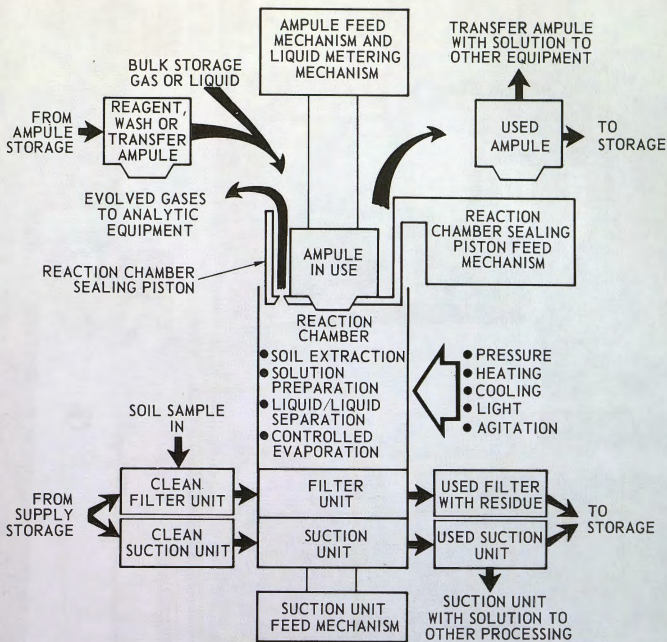 AMPULE FEED
MECHANISM AND
LIQUID METERING
MECHANISM
TRANSFER AMPULE
WITH SOLUTION TO
OTHER EQUIPMENT
BULK STORAGE
GAS OR LIQUID
FROM
AMPULE
STORAGE
REAGENT,
WASH OR
TRANSFER
AMPULE
USED
AMPULE
TO
STORAGE
EVOLVED GASES
TO ANALYTIC
EQUIPMENT
REACTION
CHAMBER SEALING
PISTON FEED
MECHANISM
AMPULE
IN USE
REACTION CHAMBER
SEALING PISTON
REACTION
CHAMBER
● SOIL EXTRACTION
● SOLUTION
PREPARATION
● LIQUID/LIQUID
SEPARATION
● CONTROLLED
EVAPORATION
● PRESSURE
● HEATING
● COOLING
● LIGHT
● AGITATION
SOIL SAMPLE
IN
FROM
SUPPLY
STORAGE
CLEAN
FILTER UNIT
FILTER
UNIT
USED FILTER
WITH RESIDUE
TO
STORAGE
CLEAN
SUCTION UNIT
SUCTION
UNIT
USED SUCTION
UNIT
SUCTION UNIT
FEED MECHANISM
SUCTION UNIT
WITH SOLUTION TO
OTHER PROCESSING